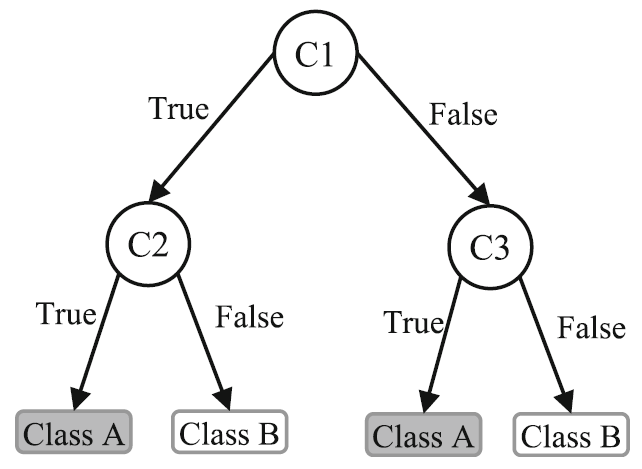 C1
True
False
C2
C3
True
False
True
False
Class A
Class B
Class A
Class B